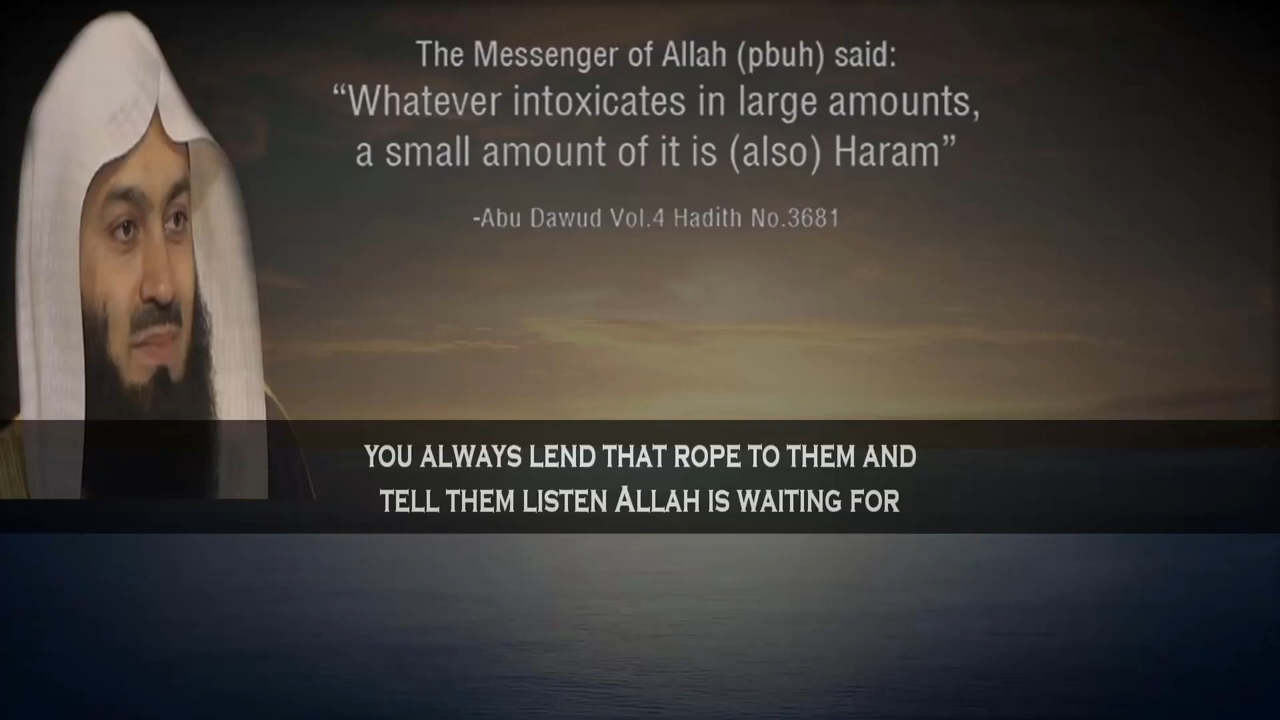 The Messenger of Allah (pbuh) said:
“Whatever intoxicates in large amounts,
a small amount of it is (also) Haram”
-Abu Dawud Vol.4 Hadith No.3681
YOU ALWAYS LEND THAT ROPE TO THEM AND
TELL THEM LISTEN ALLAH IS WAITING FOR